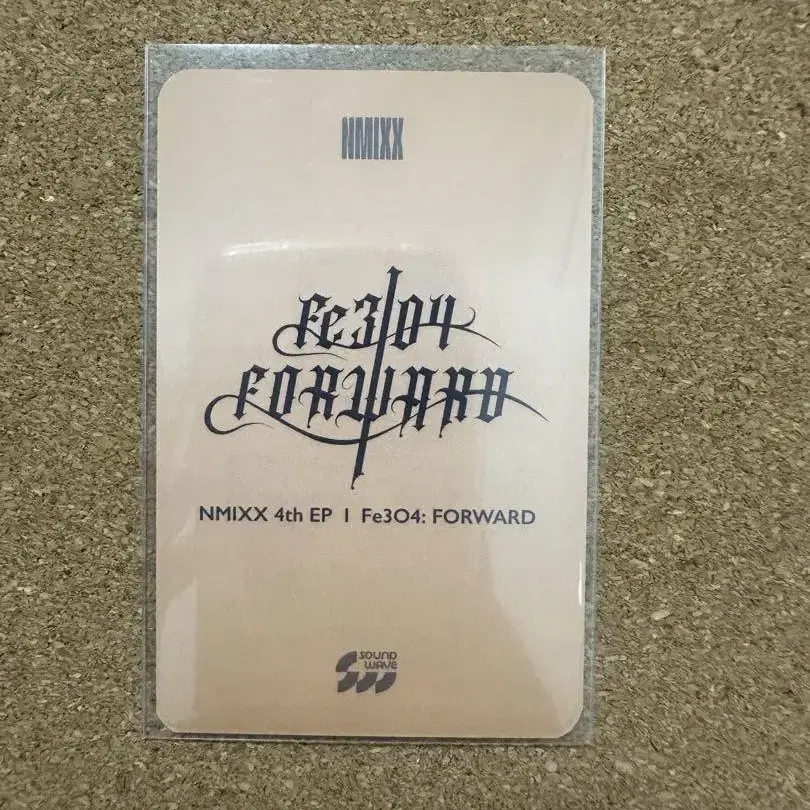 NMIXX
Fe3O4
FORWARD
NMIXX 4th EP I Fe3O4: FORWARD
SOUND
WAVE